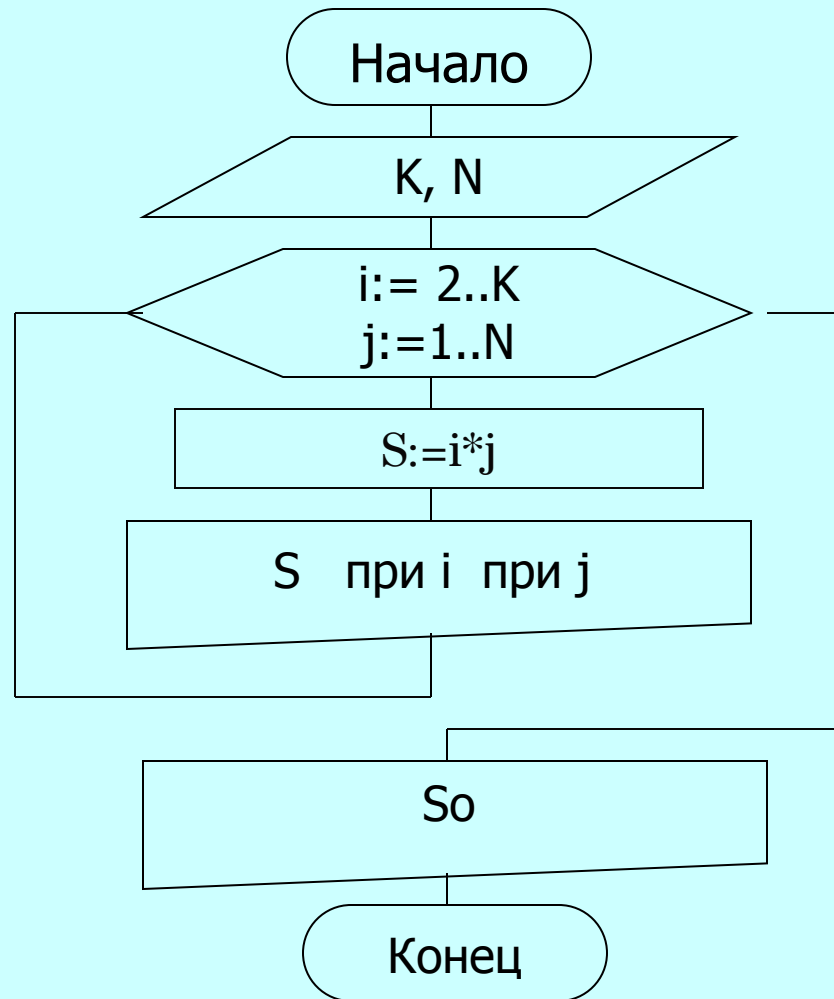 Начало
K, N
i:= 2..K
j:=1..N
S:=i*j
S при i при j
So
Конец